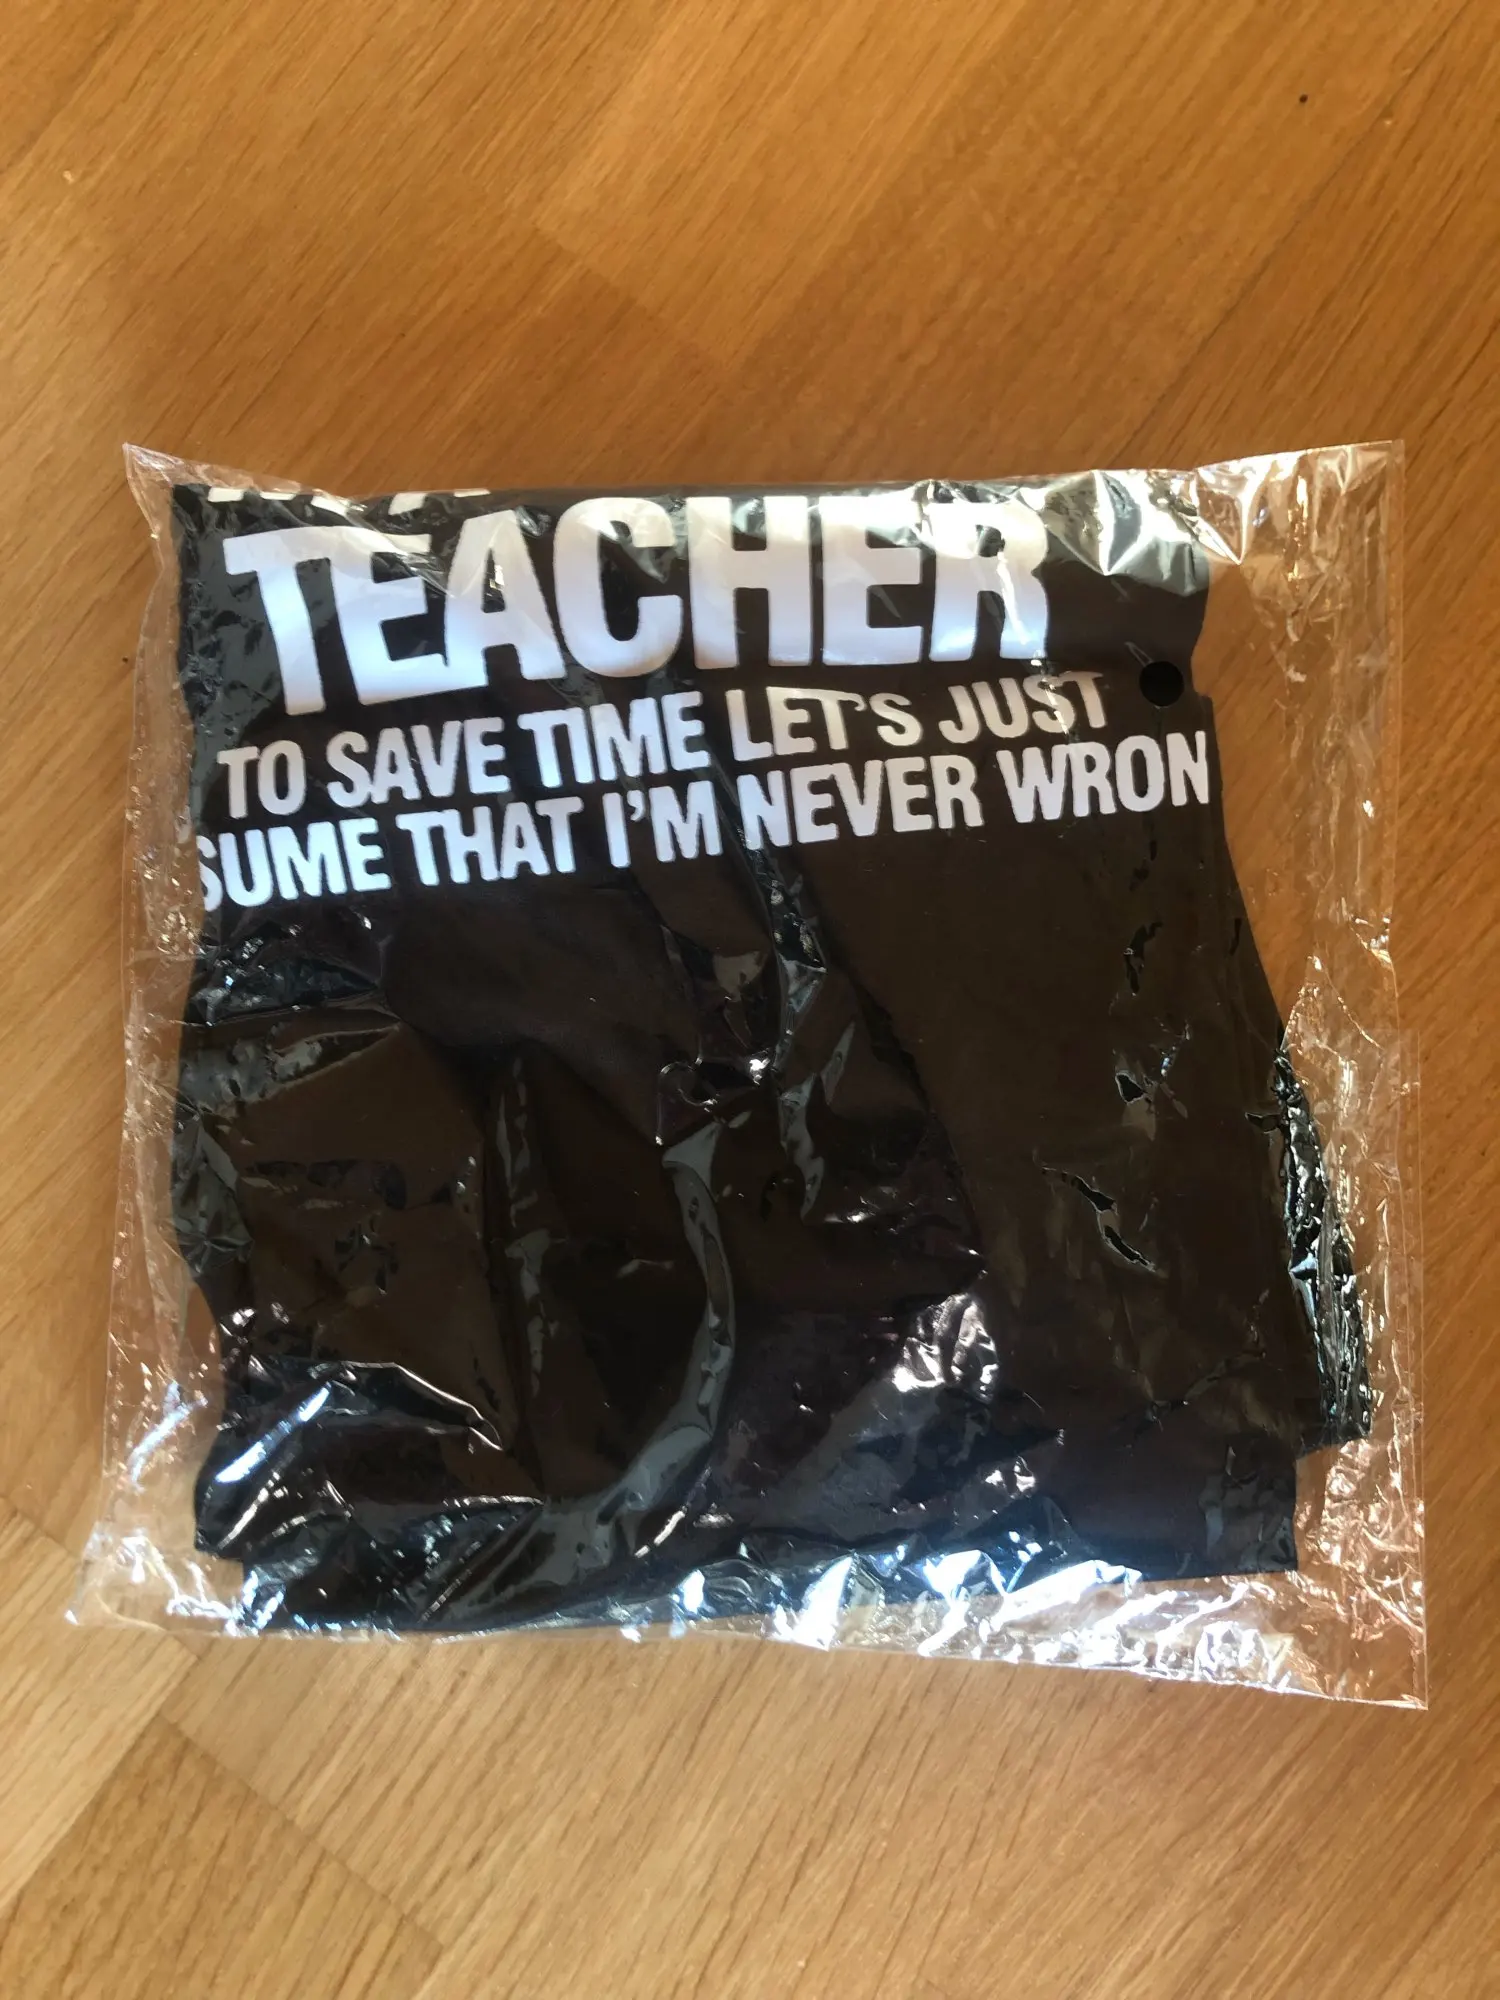 TEACHER
TO SAVE TIME LET'S JUST
SUME THAT I'M NEVER WRON